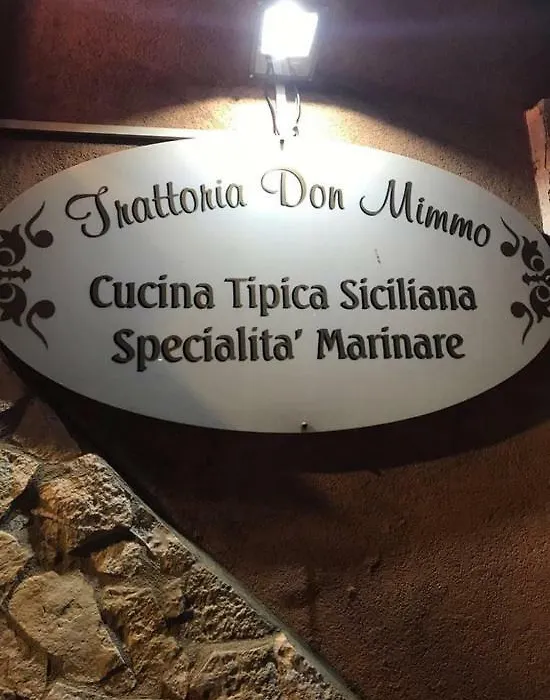 Trattoria Don Mimmo
Cucina Tipica Siciliana
Specialita' Marinare